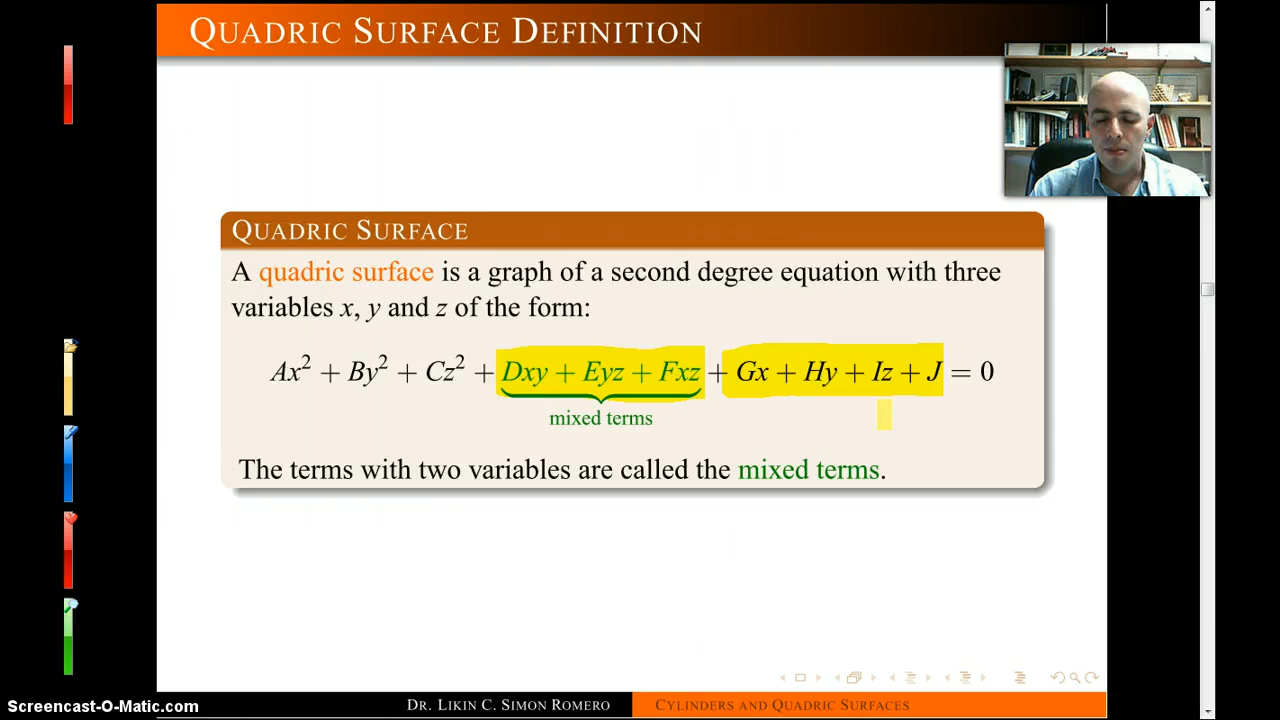 QUADRIC SURFACE DEFINITION
QUADRIC SURFACE
A quadric surface is a graph of a second degree equation with three
variables x, y and z of the form:
Ax² + By² + Cz² + Dxy + Eyz + Fxz + Gx + Hy + Iz + J = 0
mixed terms
The terms with two variables are called the mixed terms.
Screencast-O-Matic.com
DR. LIKIN C. SIMON ROMERO
CYLINDERS AND QUADRIC SURFACES